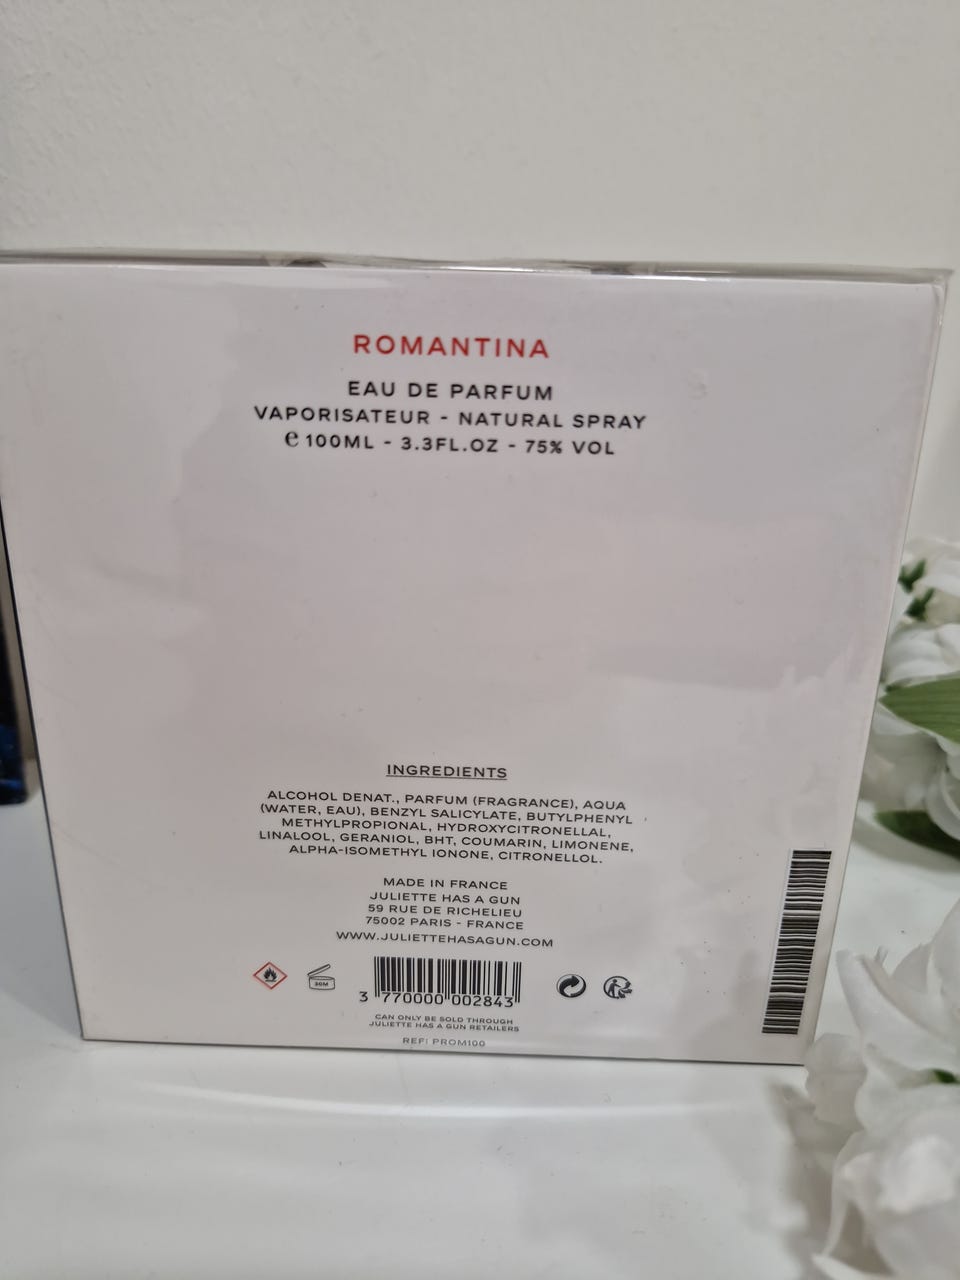 ROMANTINA
EAU DE PARFUM
VAPORISATEUR - NATURAL SPRAY
℮ 100ML - 3.3FL.OZ - 75% VOL
INGREDIENTS
ALCOHOL DENAT., PARFUM (FRAGRANCE), AQUA
(WATER, EAU), BENZYL SALICYLATE, BUTYLPHENYL
METHYLPROPIONAL, HYDROXYCITRONELLAL,
LINALOOL, GERANIOL, BHT, COUMARIN, LIMONENE,
ALPHA-ISOMETHYL IONONE, CITRONELLOL.
MADE IN FRANCE
JULIETTE HAS A GUN
59 RUE DE RICHELIEU
75002 PARIS - FRANCE
WWW.JULIETTEHASAGUN.COM
3 770000 002843
CAN ONLY BE SOLD THROUGH
JULIETTE HAS A GUN RETAILERS
REF: PROM100